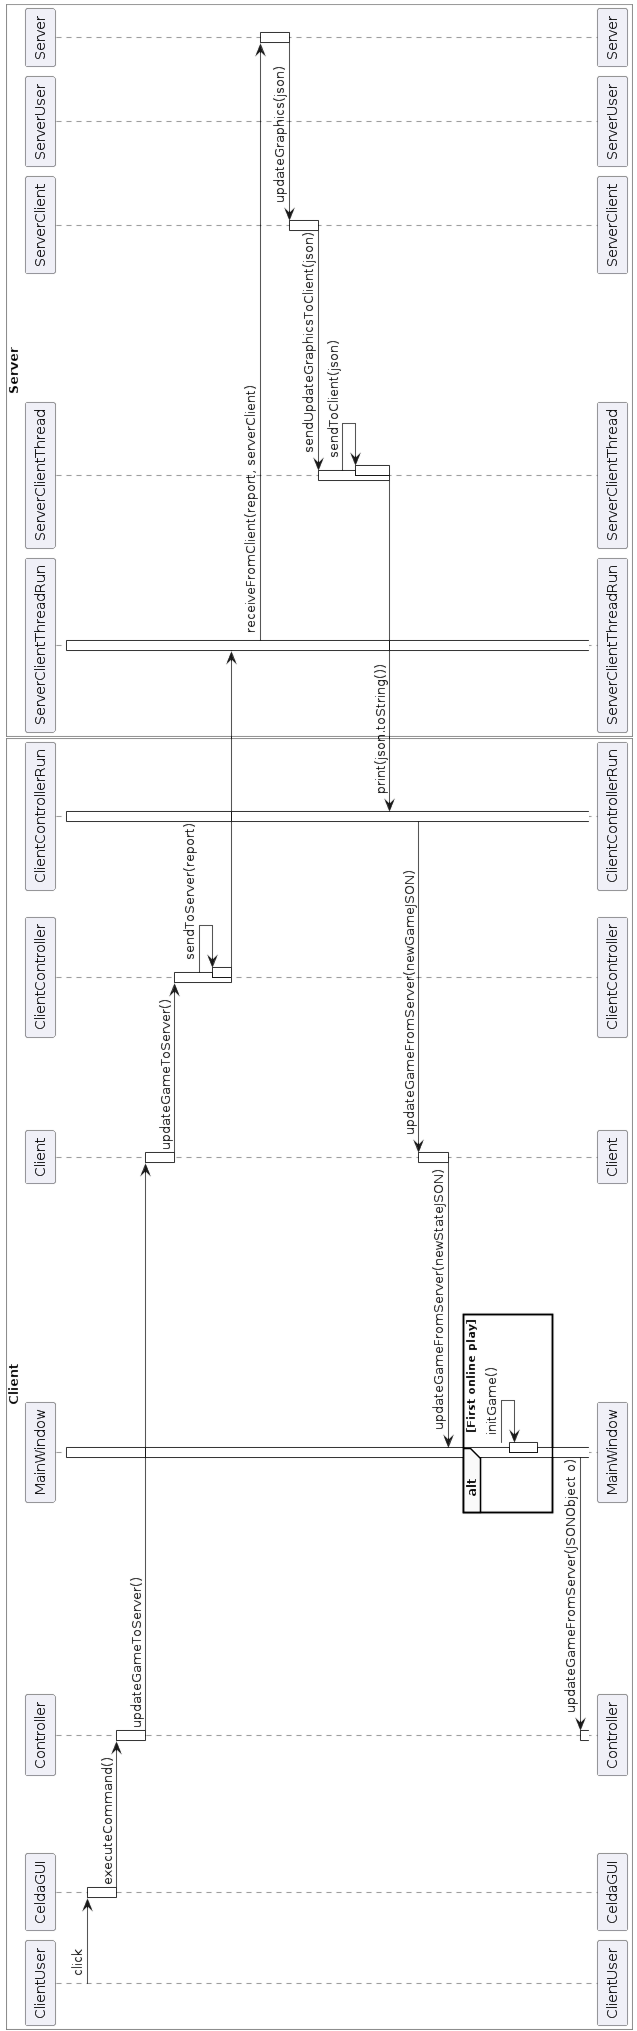 Client
Server
ClientUser
CeldaGUI
Controller
MainWindow
Client
ClientController
ClientControllerRun
ServerClientThreadRun
ServerClientThread
ServerClient
ServerUser
Server
click
executeCommand()
updateGameToServer()
updateGameToServer()
sendToServer(report)
receiveFromClient(report, serverClient)
updateGraphics(json)
sendUpdateGraphicsToClient(json)
sendToClient(json)
print(json.toString())
updateGameFromServer(newGameJSON)
updateGameFromServer(newStateJSON)
alt
[First online play]
initGame()
updateGameFromServer(JSONObject o)
ClientUser
CeldaGUI
Controller
MainWindow
Client
ClientController
ClientControllerRun
ServerClientThreadRun
ServerClientThread
ServerClient
ServerUser
Server